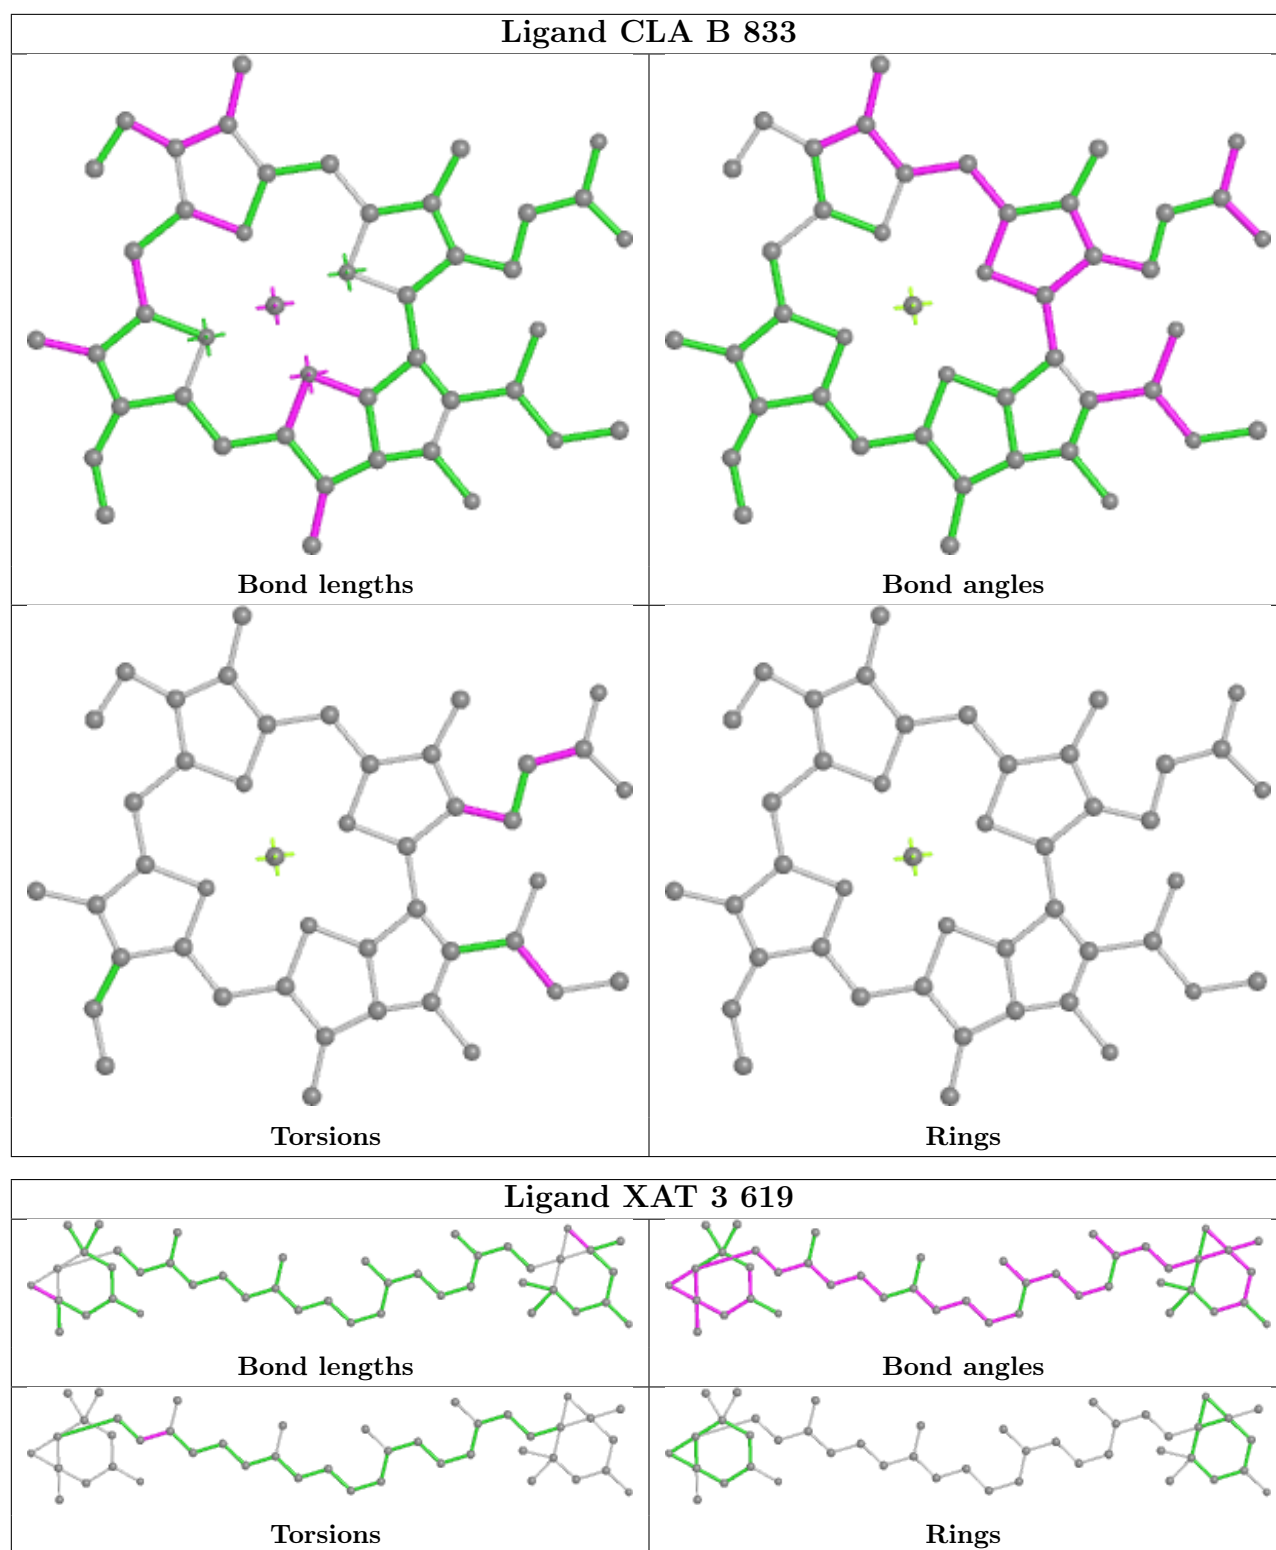 Ligand CLA B 833
Bond lengths
Bond angles
Torsions
Rings
Ligand XAT 3 619
Bond lengths
Bond angles
Torsions
Rings